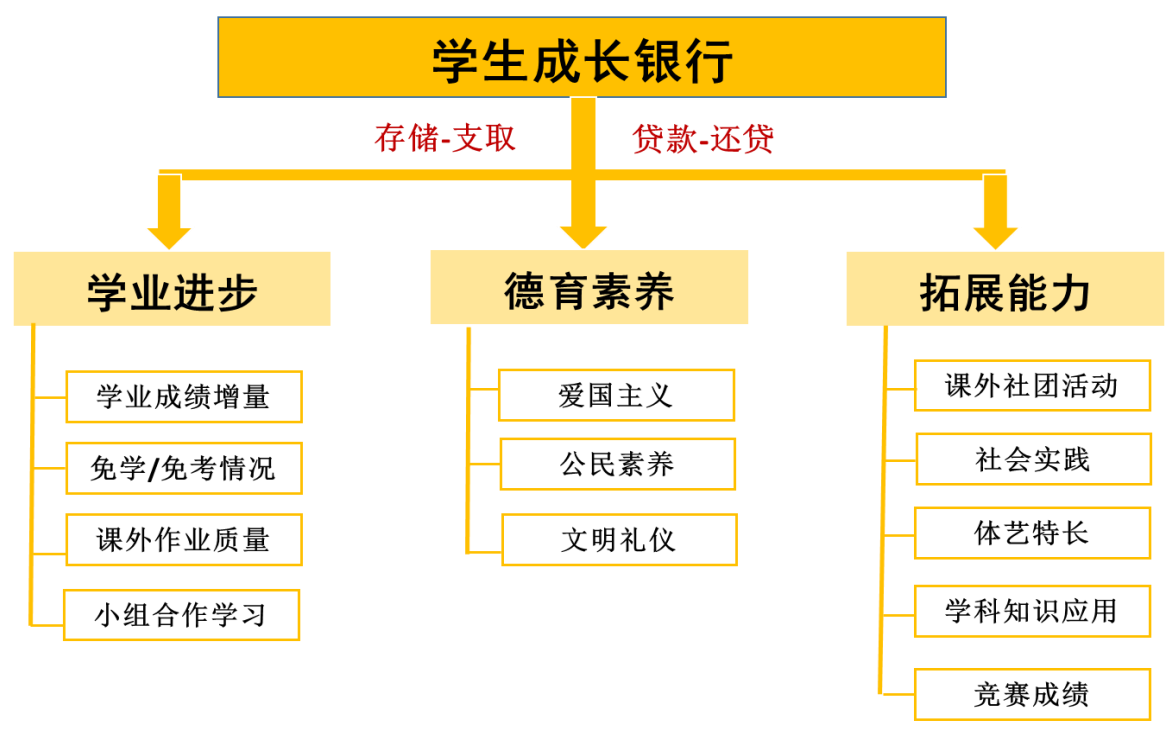 学生成长银行
存储-支取 贷款-还贷
学业进步
学业成绩增量
免学/免考情况
课外作业质量
小组合作学习
德育素养
爱国主义
公民素养
文明礼仪
拓展能力
课外社团活动
社会实践
体艺特长
学科知识应用
竞赛成绩